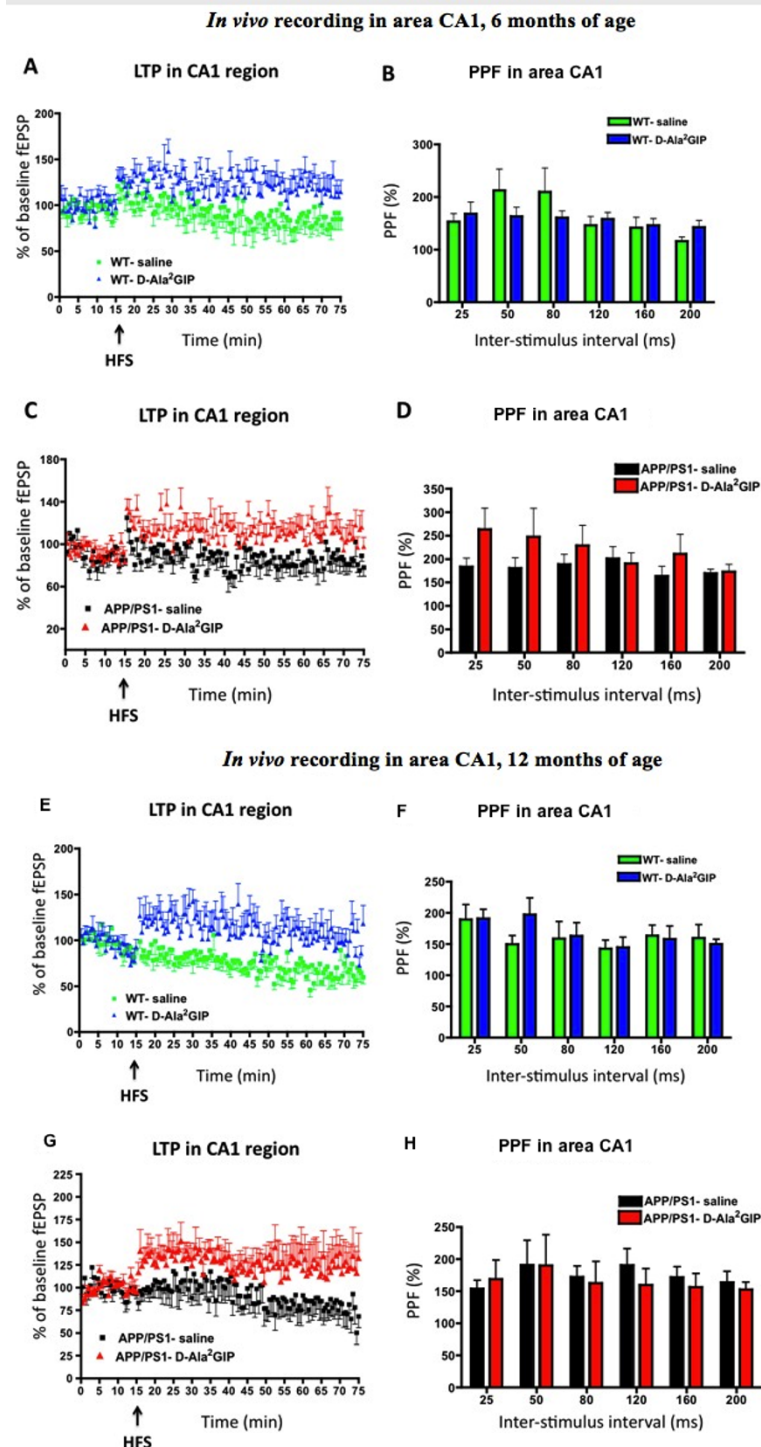 In vivo recording in area CA1, 6 months of age
A
LTP in CA1 region
% of baseline fEPSP
200
150
100
50
0
WT- saline
WT- D-Ala²GIP
0 5 10 15 20 25 30 35 40 45 50 55 60 65 70 75
Time (min)
HFS
B
PPF in area CA1
WT- saline
WT- D-Ala²GIP
PPF (%)
300
200
100
0
25 50 80 120 160 200
Inter-stimulus interval (ms)
C
LTP in CA1 region
% of baseline fEPSP
180
140
100
60
20
APP/PS1- saline
APP/PS1- D-Ala²GIP
0 5 10 15 20 25 30 35 40 45 50 55 60 65 70 75
Time (min)
HFS
D
PPF in area CA1
APP/PS1- saline
APP/PS1- D-Ala²GIP
PPF (%)
350
300
250
200
150
100
0
25 50 80 120 160 200
Inter-stimulus interval (ms)
In vivo recording in area CA1, 12 months of age
E
LTP in CA1 region
% of baseline fEPSP
200
150
100
50
0
WT- saline
WT- D-Ala²GIP
0 5 10 15 20 25 30 35 40 45 50 55 60 65 70 75
Time (min)
HFS
F
PPF in area CA1
WT- saline
WT- D-Ala²GIP
PPF (%)
250
200
150
100
0
25 50 80 120 160 200
Inter-stimulus interval (ms)
G
LTP in CA1 region
% of baseline fEPSP
225
200
175
150
125
100
75
50
25
0
APP/PS1- saline
APP/PS1- D-Ala²GIP
0 5 10 15 20 25 30 35 40 45 50 55 60 65 70 75
Time (min)
HFS
H
PPF in area CA1
APP/PS1- saline
APP/PS1- D-Ala²GIP
PPF (%)
250
200
150
100
0
25 50 80 120 160 200
Inter-stimulus interval (ms)